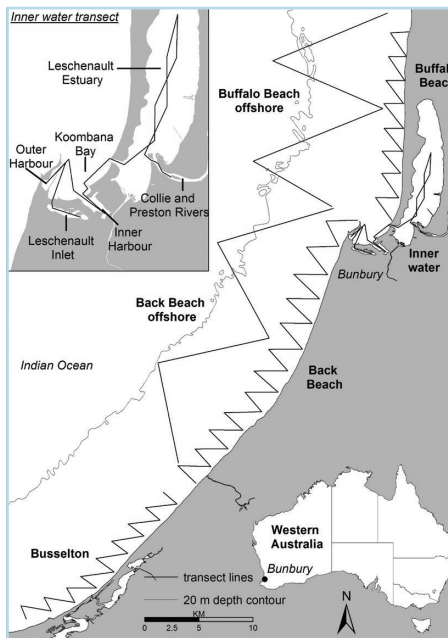 Inner water transect
Leschenault
Estuary
Koombana
Bay
Outer
Harbour
Leschenault
Inlet
Inner
Harbour
Collie and
Preston Rivers
Buffalo Beach
offshore
Buffalo
Beach
Inner
water
Bunbury
Back Beach
offshore
Indian Ocean
Back
Beach
Busselton
Western
Australia
Bunbury
transect lines
20 m depth contour
KM
0 2.5 5 10
N